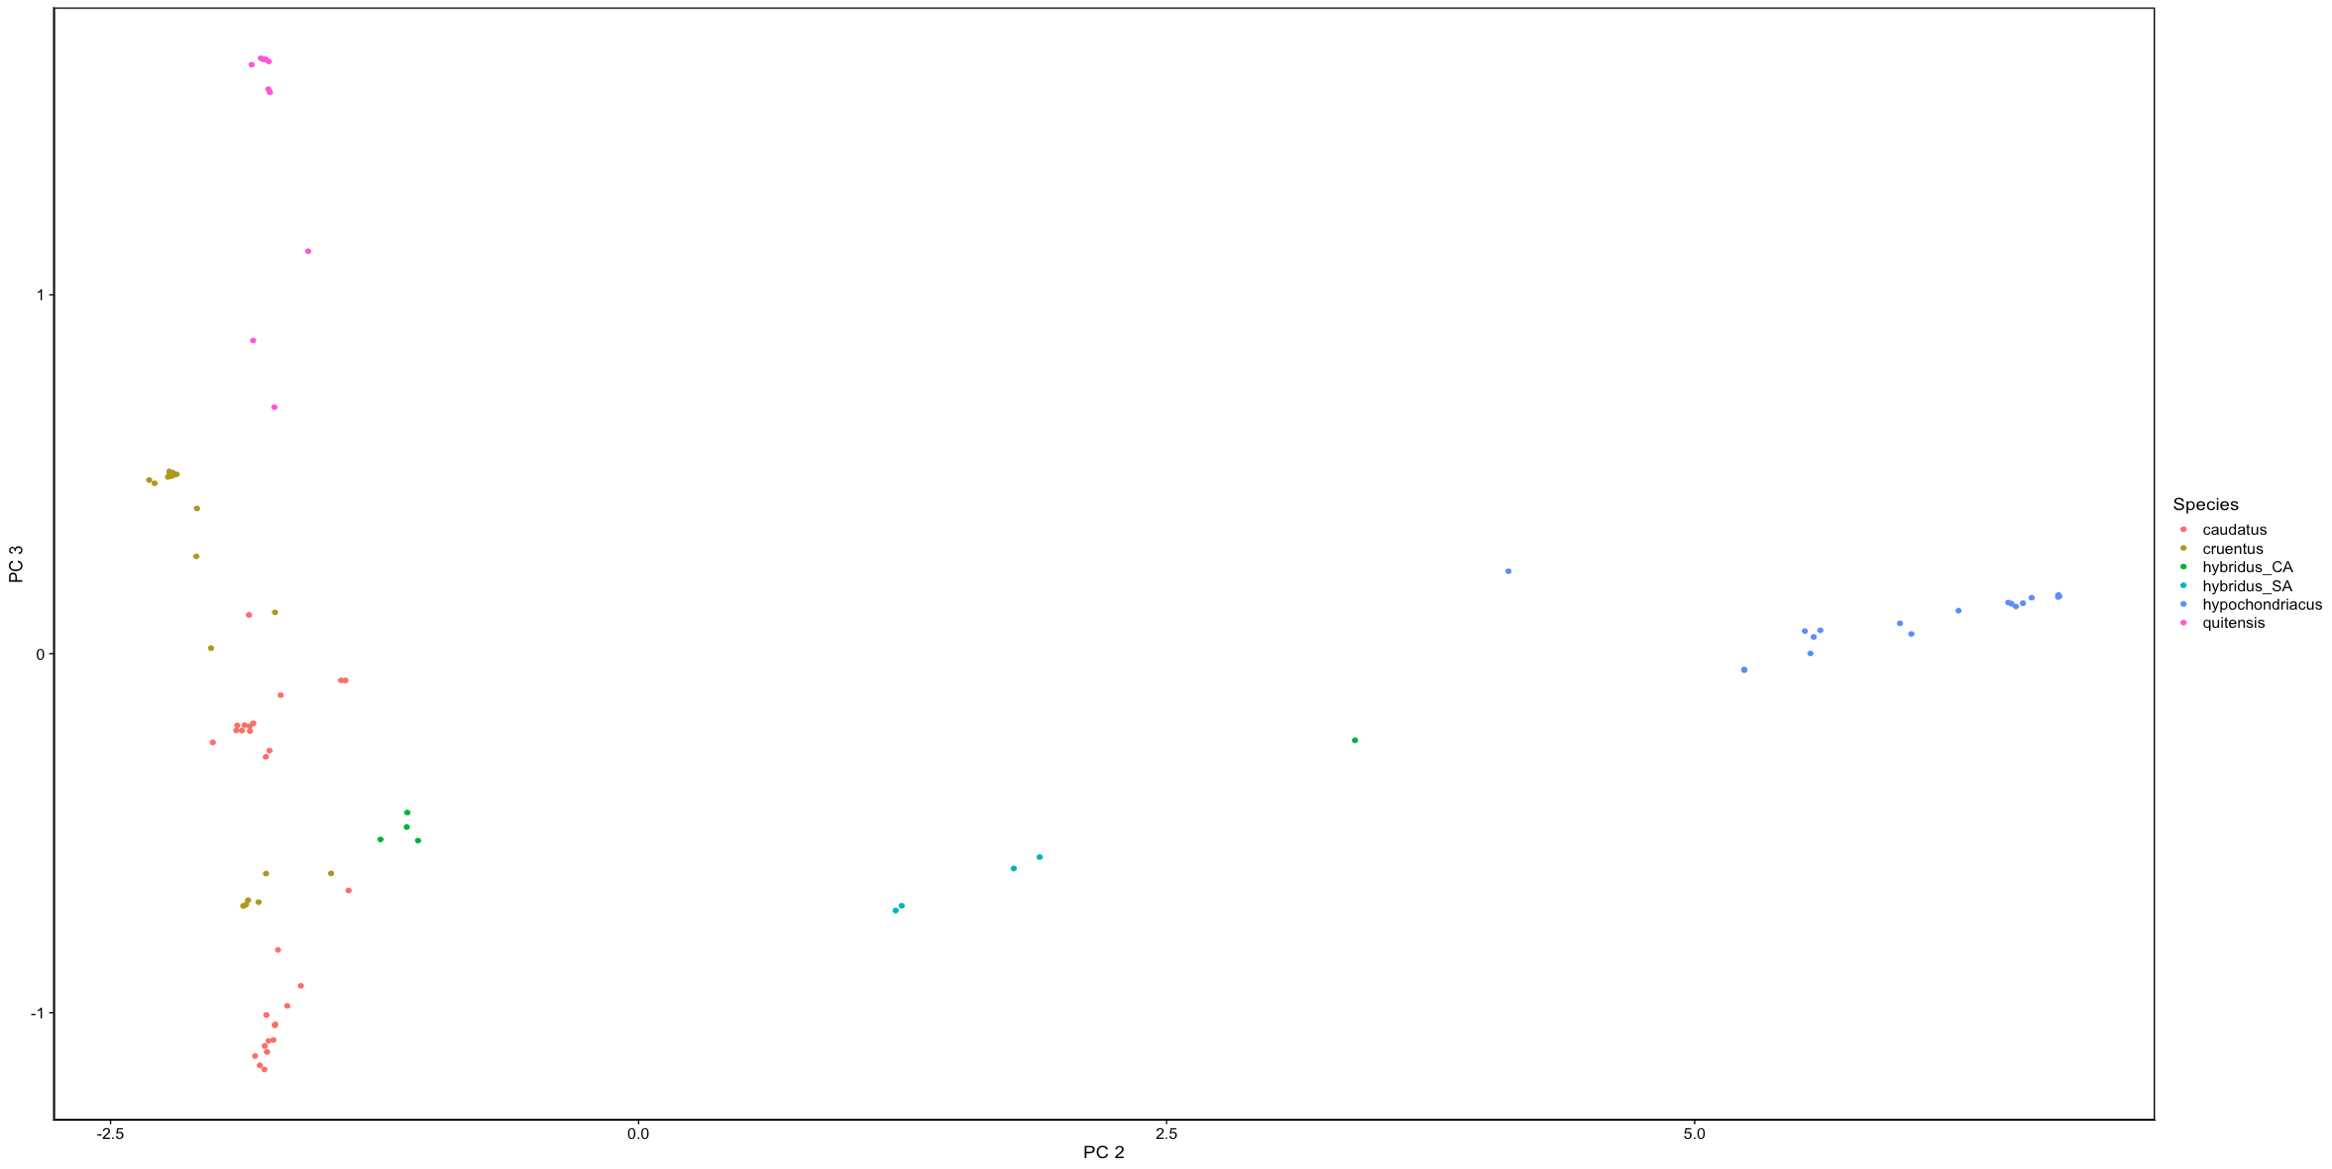 1
0
-1
PC 3
-2.5
0.0
2.5
5.0
PC 2
Species
caudatus
cruentus
hybridus_CA
hybridus_SA
hypochondriacus
quitensis